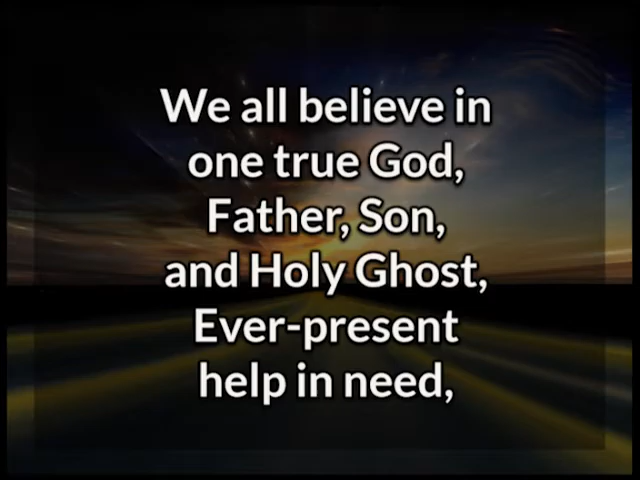 We all believe in
one true God,
Father, Son,
and Holy Ghost,
Ever-present
help in need,